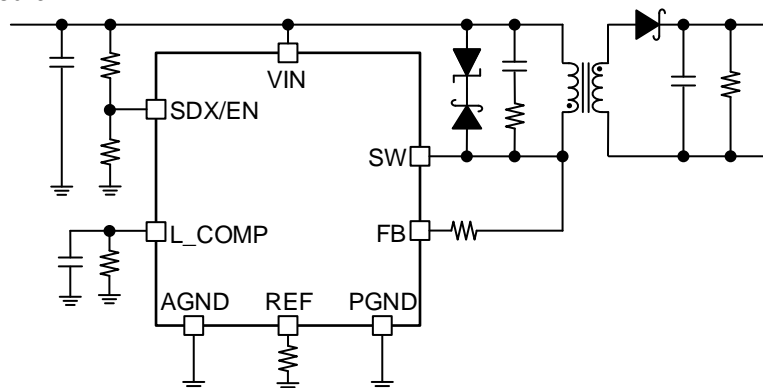 VIN
SDX/EN
SW
L_COMP
FB
AGND
REF
PGND